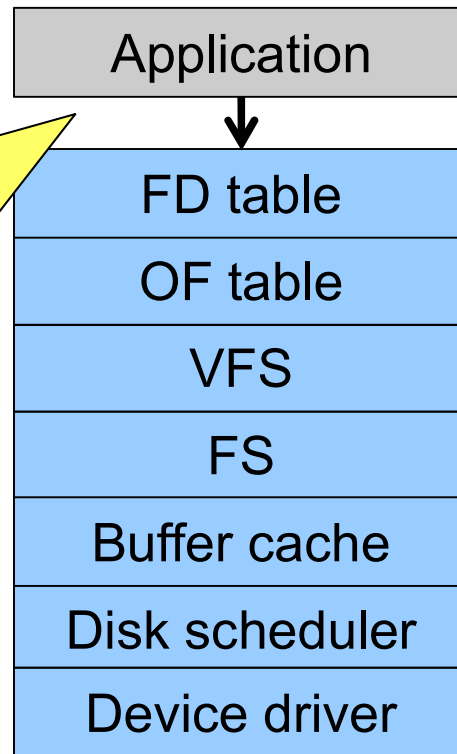 Application
FD table
OF table
VFS
FS
Buffer cache
Disk scheduler
Device driver